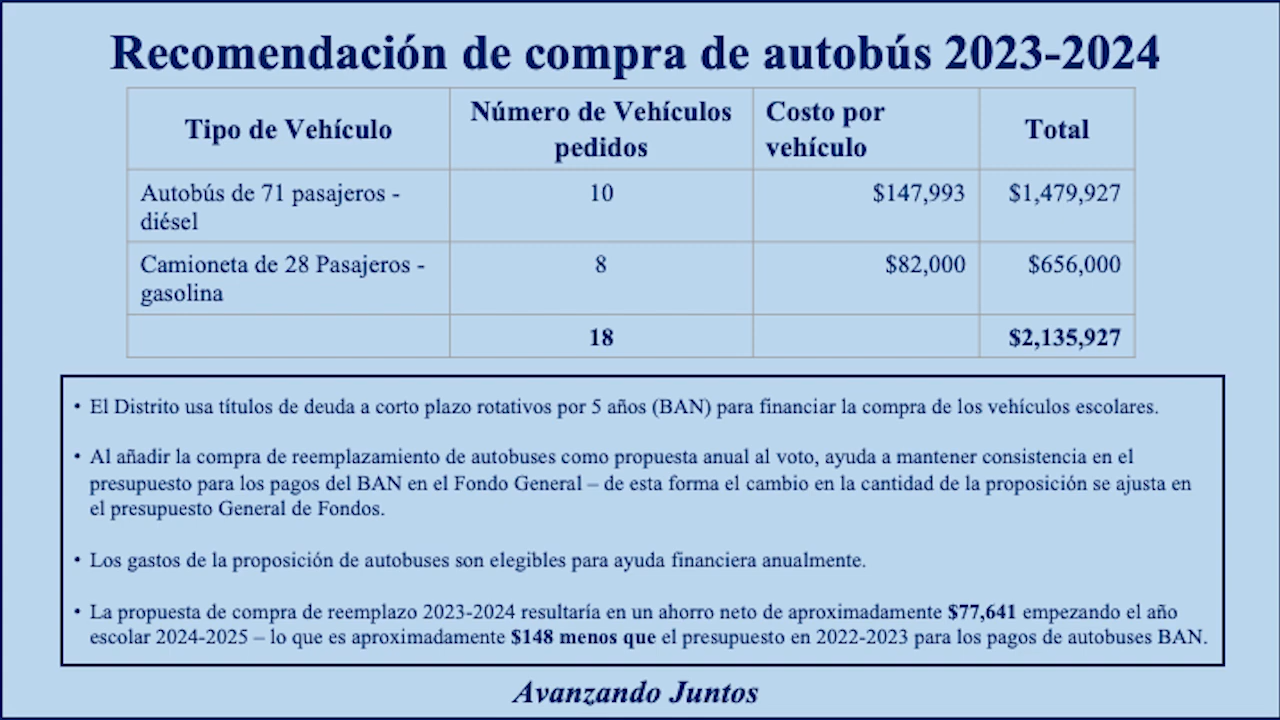 Recomendación de compra de autobús 2023-2024
Tipo de Vehículo
Número de Vehículos
pedidos
Costo por
vehículo
Total
Autobús de 71 pasajeros -
diésel
10
$147,993
$1,479,927
Camioneta de 28 Pasajeros -
gasolina
8
$82,000
$656,000
18
$2,135,927
• El Distrito usa títulos de deuda a corto plazo rotativos por 5 años (BAN) para financiar la compra de los vehículos escolares.
• Al añadir la compra de reemplazamiento de autobuses como propuesta anual al voto, ayuda a mantener consistencia en el
presupuesto para los pagos del BAN en el Fondo General – de esta forma el cambio en la cantidad de la proposición se ajusta en
el presupuesto General de Fondos.
• Los gastos de la proposición de autobuses son elegibles para ayuda financiera anualmente.
• La propuesta de compra de reemplazo 2023-2024 resultaría en un ahorro neto de aproximadamente $77,641 empezando el año
escolar 2024-2025 – lo que es aproximadamente $148 menos que el presupuesto en 2022-2023 para los pagos de autobuses BAN.
Avanzando Juntos